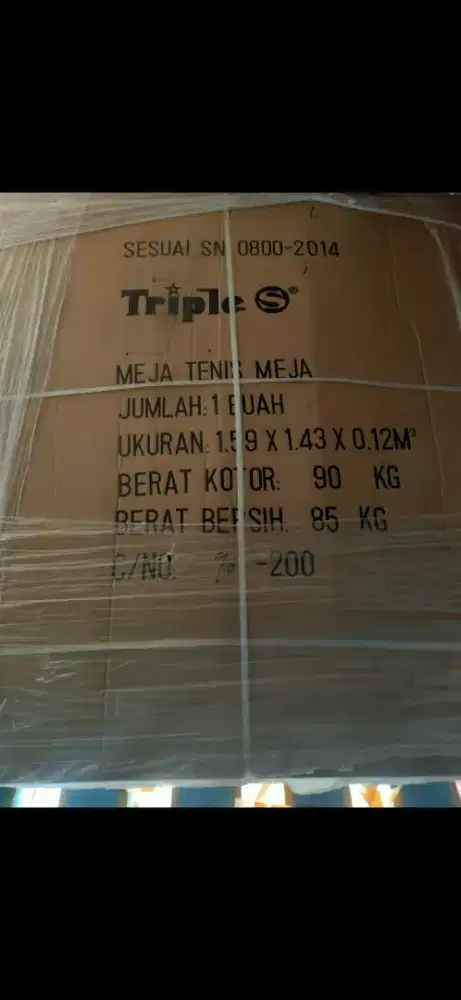 SESUAI SN 0800-2014
Triple S®
MEJA TENIS MEJA
JUMLAH: 1 BUAH
UKURAN: 1.59 X 1.43 X 0.12M³
BERAT KOTOR: 90 KG
BERAT BERSIH: 85 KG
C/NO. -200